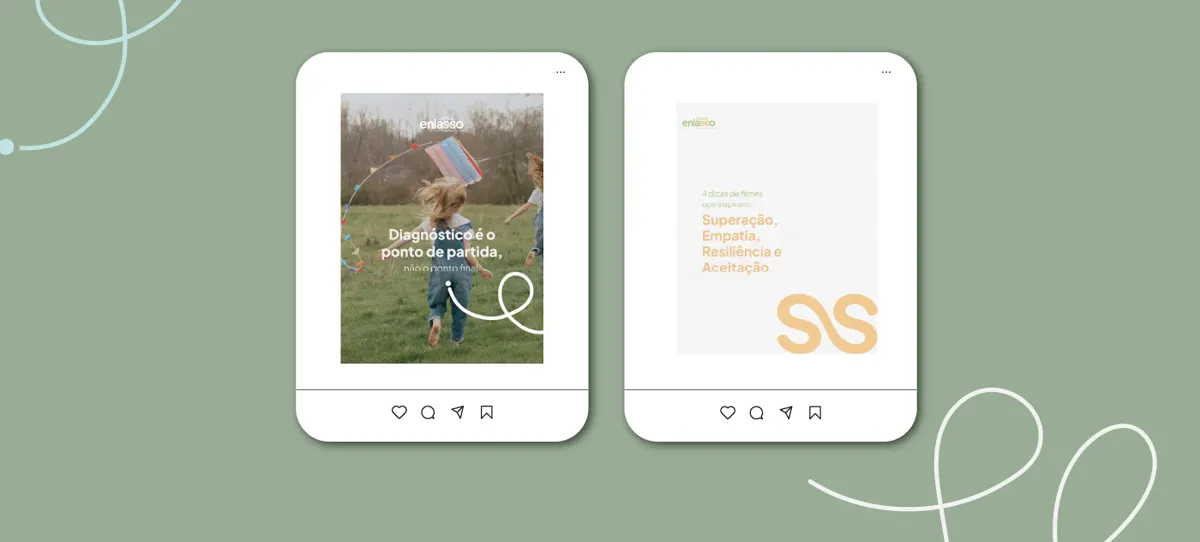 enlasso
Diagnóstico é o
ponto de partida,
não o ponto final.
enlasso
4 dicas de filmes
que inspiram:
Superação,
Empatia,
Resiliência e
Aceitação